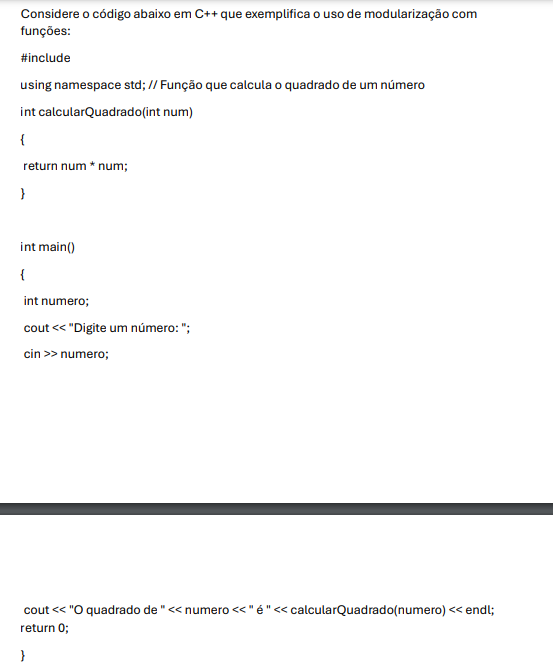 Considere o código abaixo em C++ que exemplifica o uso de modularização com
funções:
#include
using namespace std; // Função que calcula o quadrado de um número
int calcularQuadrado(int num)
{
return num * num;
}
int main()
{
int numero;
cout << "Digite um número: ";
cin >> numero;
cout << "O quadrado de " << numero << " é " << calcularQuadrado(numero) << endl;
return 0;
}